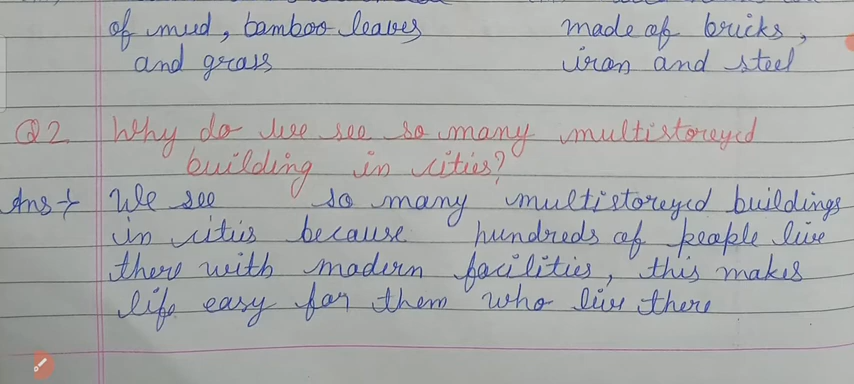 of mud, bamboo leaves made of bricks,
and grass iron and steel
Q2. Why do we see so many multistoreyed
building in cities?
Ans → We see so many multistoreyed buildings
in cities because hundreds of people live
there with modern facilities, this makes
life easy for them who live there